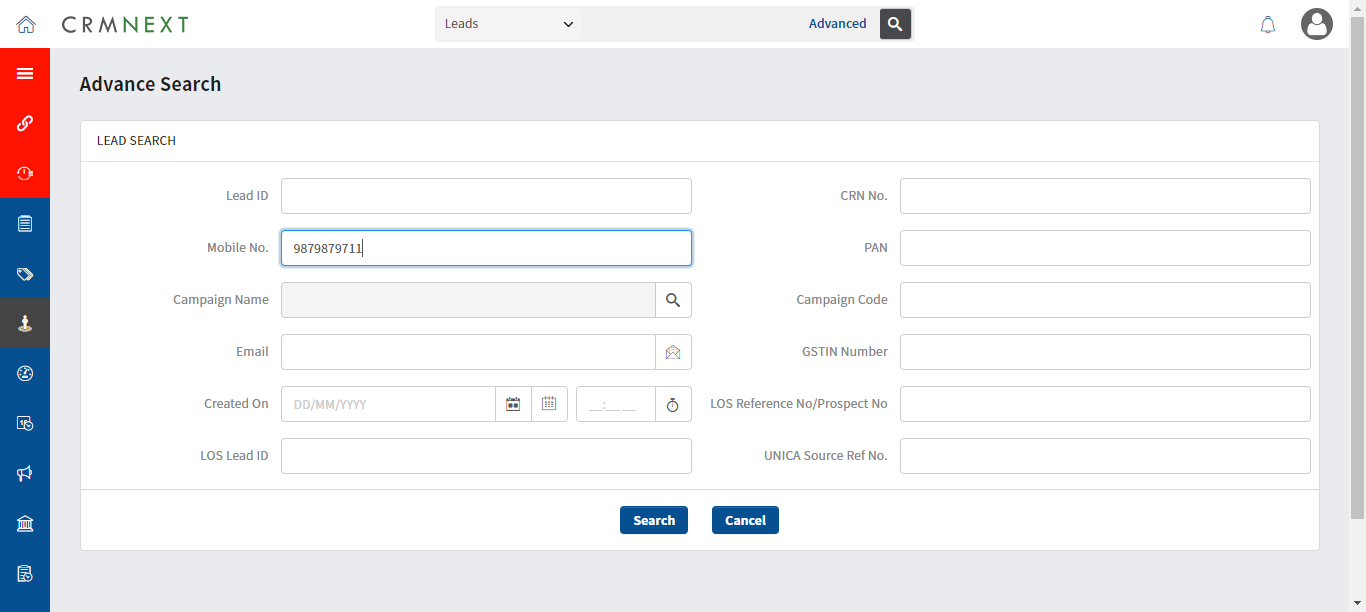 CRMNEXT
Leads
Advanced
Advance Search
LEAD SEARCH
Lead ID
CRN No.
Mobile No.
9879879711
PAN
Campaign Name
Campaign Code
Email
GSTIN Number
Created On
DD/MM/YYYY
__:__ __
LOS Reference No/Prospect No
LOS Lead ID
UNICA Source Ref No.
Search
Cancel